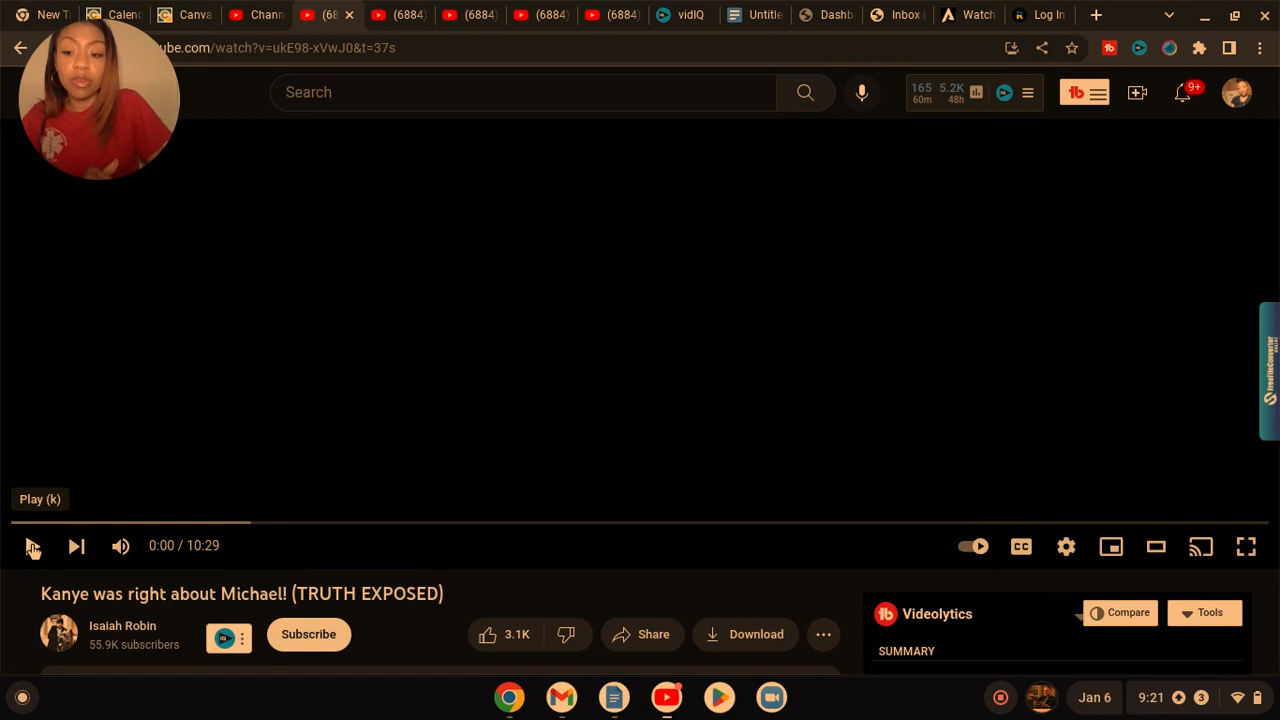 New T
Calend
Canva
Chann
(68
(6884)
(6884)
(6884)
(6884)
vidIQ
Untitle
Dashb
Inbox
Watch
Log In
ube.com/watch?v=ukE98-xVwJ0&t=37s
Search
165 5.2K
60m 48h
9+
FreeFileConverter
Play (k)
0:00 / 10:29
CC
Kanye was right about Michael! (TRUTH EXPOSED)
Isaiah Robin
55.9K subscribers
Subscribe
3.1K
Share
Download
Videolytics
Compare
Tools
SUMMARY
Jan 6
9:21
3